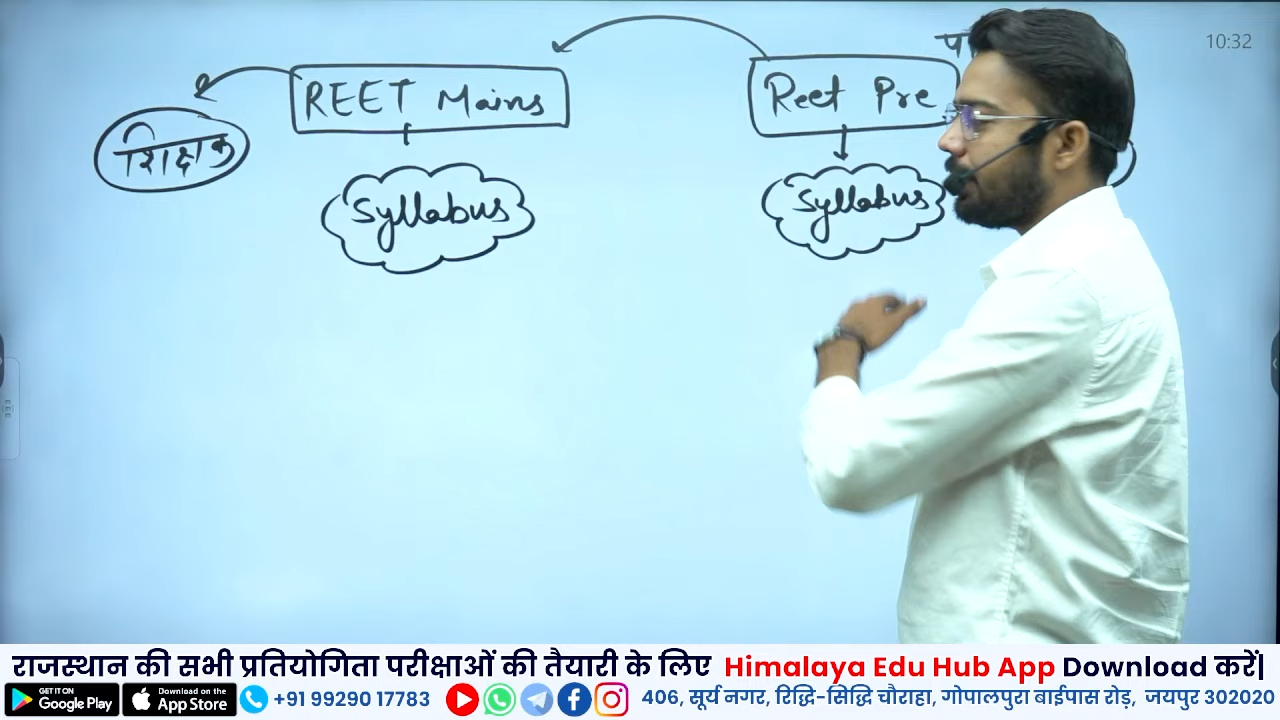 10:32
REET Mains
Reet Pre
शिक्षक
Syllabus
Syllabus
राजस्थान की सभी प्रतियोगिता परीक्षाओं की तैयारी के लिए Himalaya Edu Hub App Download करें|
GET IT ON
Google Play
Download on the
App Store
+91 99290 17783
406, सूर्य नगर, रिद्धि-सिद्धि चौराहा, गोपालपुरा बाईपास रोड़, जयपुर 302020